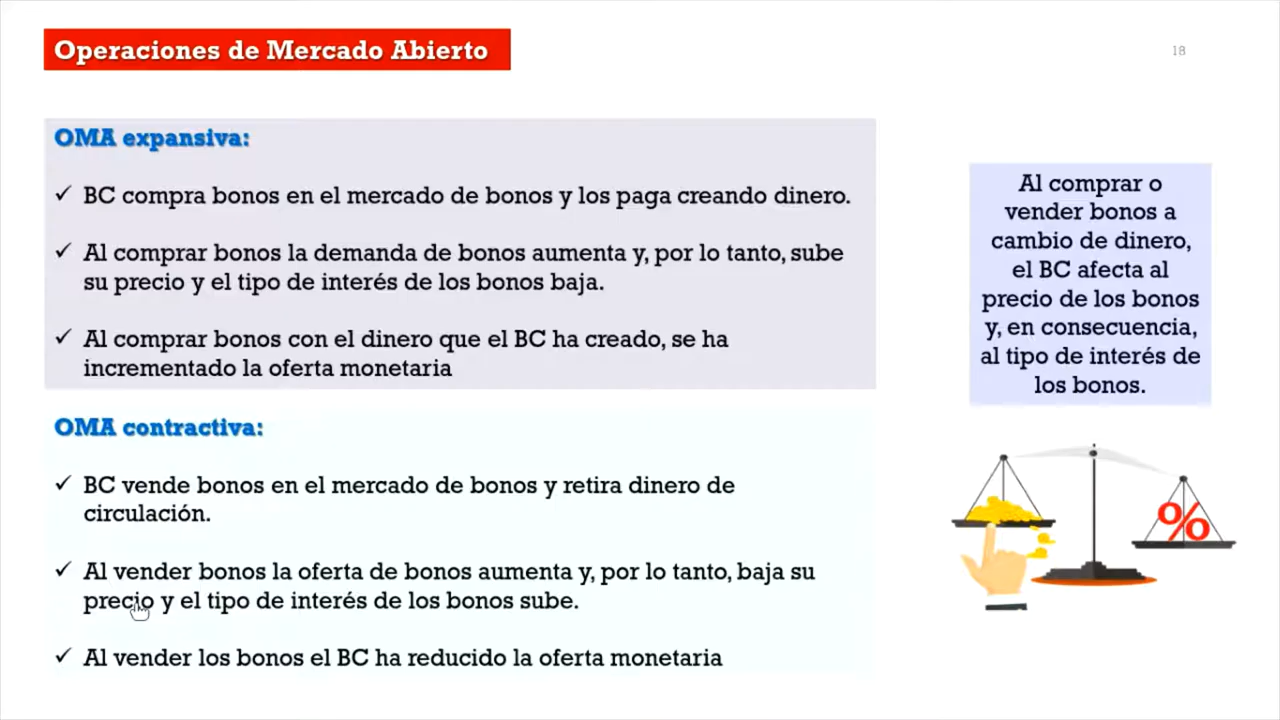 Operaciones de Mercado Abierto
18
OMA expansiva:
✓ BC compra bonos en el mercado de bonos y los paga creando dinero.
✓ Al comprar bonos la demanda de bonos aumenta y, por lo tanto, sube
su precio y el tipo de interés de los bonos baja.
✓ Al comprar bonos con el dinero que el BC ha creado, se ha
incrementado la oferta monetaria
OMA contractiva:
✓ BC vende bonos en el mercado de bonos y retira dinero de
circulación.
✓ Al vender bonos la oferta de bonos aumenta y, por lo tanto, baja su
precio y el tipo de interés de los bonos sube.
✓ Al vender los bonos el BC ha reducido la oferta monetaria
Al comprar o
vender bonos a
cambio de dinero,
el BC afecta al
precio de los bonos
y, en consecuencia,
al tipo de interés de
los bonos.
%